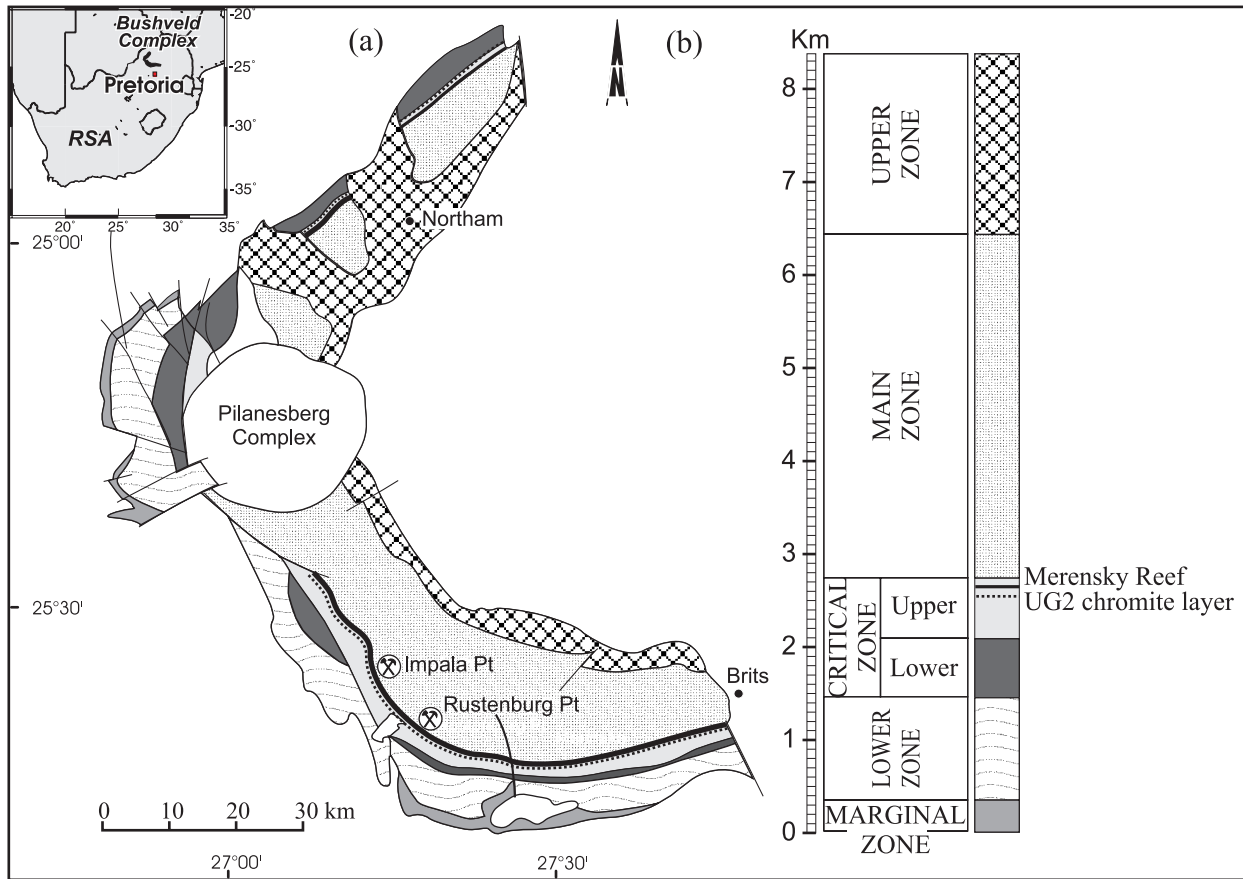 Bushveld
Complex
Pretoria
RSA
-20°
-25°
-30°
-35°
20°
25°
30°
35°
(a)
(b)
N
25°00'
25°30'
Northam
Pilanesberg
Complex
Impala Pt
Rustenburg Pt
Brits
0 10 20 30 km
27°00'
27°30'
Km
8
7
6
5
4
3
2
1
0
UPPER
ZONE
MAIN
ZONE
CRITICAL
ZONE
Upper
Lower
LOWER
ZONE
MARGINAL
ZONE
Merensky Reef
UG2 chromite layer